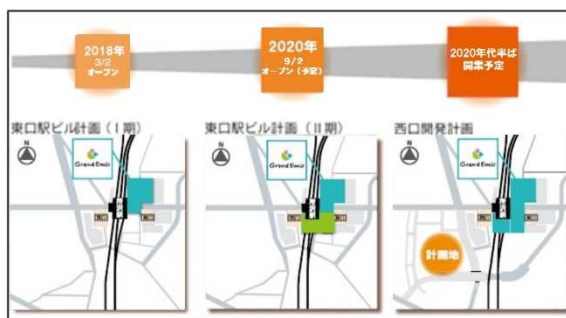 2018年
3/2
オープン
2020年
9/2
オープン(予定)
2020年代半ば
開業予定
東口駅ビル計画(Ⅰ期)
東口駅ビル計画(Ⅱ期)
西口開発計画
N
Grand Emio
N
Grand Emio
N
Grand Emio
計画地